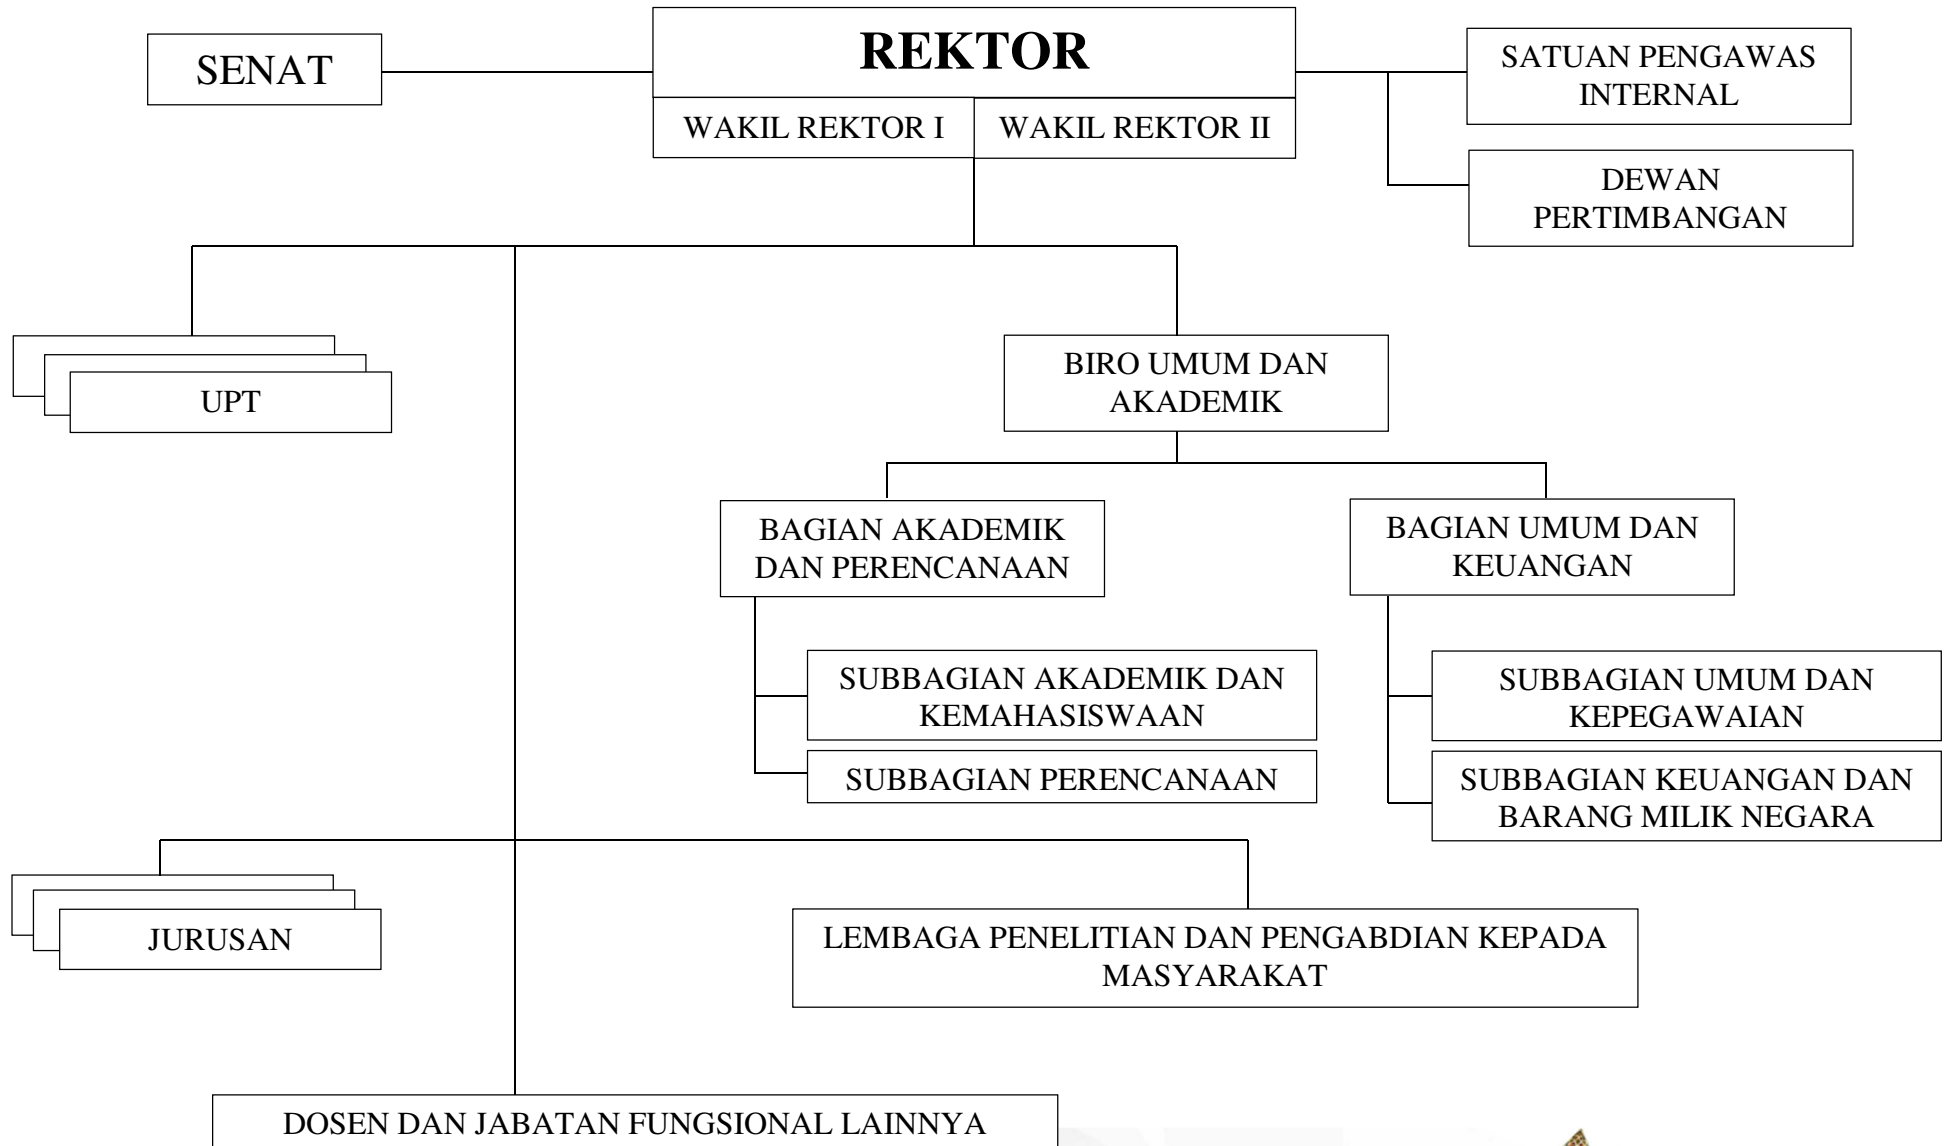 SENAT
REKTOR
WAKIL REKTOR I
WAKIL REKTOR II
SATUAN PENGAWAS
INTERNAL
DEWAN
PERTIMBANGAN
UPT
BIRO UMUM DAN
AKADEMIK
BAGIAN AKADEMIK
DAN PERENCANAAN
BAGIAN UMUM DAN
KEUANGAN
SUBBAGIAN AKADEMIK DAN
KEMAHASISWAAN
SUBBAGIAN PERENCANAAN
SUBBAGIAN UMUM DAN
KEPEGAWAIAN
SUBBAGIAN KEUANGAN DAN
BARANG MILIK NEGARA
JURUSAN
LEMBAGA PENELITIAN DAN PENGABDIAN KEPADA
MASYARAKAT
DOSEN DAN JABATAN FUNGSIONAL LAINNYA